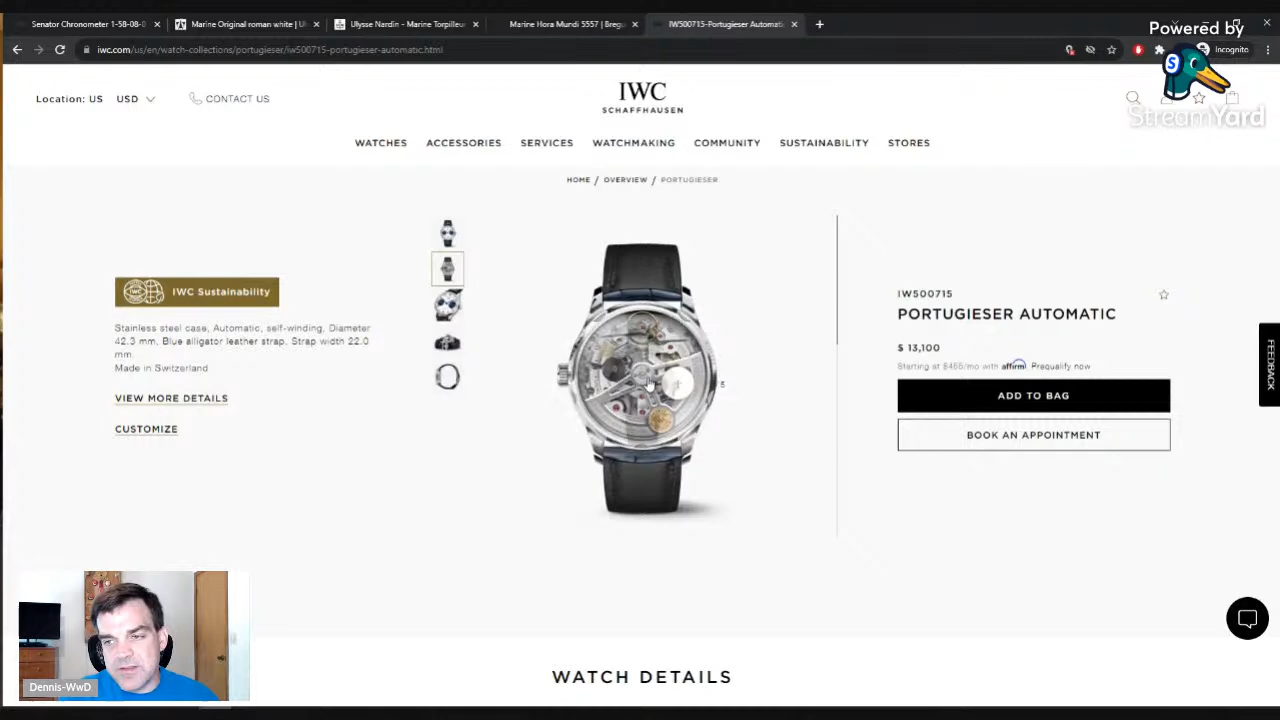 Senator Chronometer 1-58-08-0
Marine Original roman white | Ul
Ulysse Nardin - Marine Torpilleur
Marine Hora Mundi 5557 | Bregu
IW500715-Portugieser Automati
iwc.com/us/en/watch-collections/portugieser/iw500715-portugieser-automatic.html
Incognito
Powered by
StreamYard
Location: US USD
CONTACT US
IWC
SCHAFFHAUSEN
WATCHES ACCESSORIES SERVICES WATCHMAKING COMMUNITY SUSTAINABILITY STORES
HOME / OVERVIEW / PORTUGIESER
IWC Sustainability
Stainless steel case, Automatic, self-winding, Diameter
42.3 mm, Blue alligator leather strap, Strap width 22.0
mm
Made in Switzerland
VIEW MORE DETAILS
CUSTOMIZE
IW500715
PORTUGIESER AUTOMATIC
$ 13,100
Starting at $455/mo with affirm. Prequalify now
ADD TO BAG
BOOK AN APPOINTMENT
FEEDBACK
5
WATCH DETAILS
Dennis-WwD